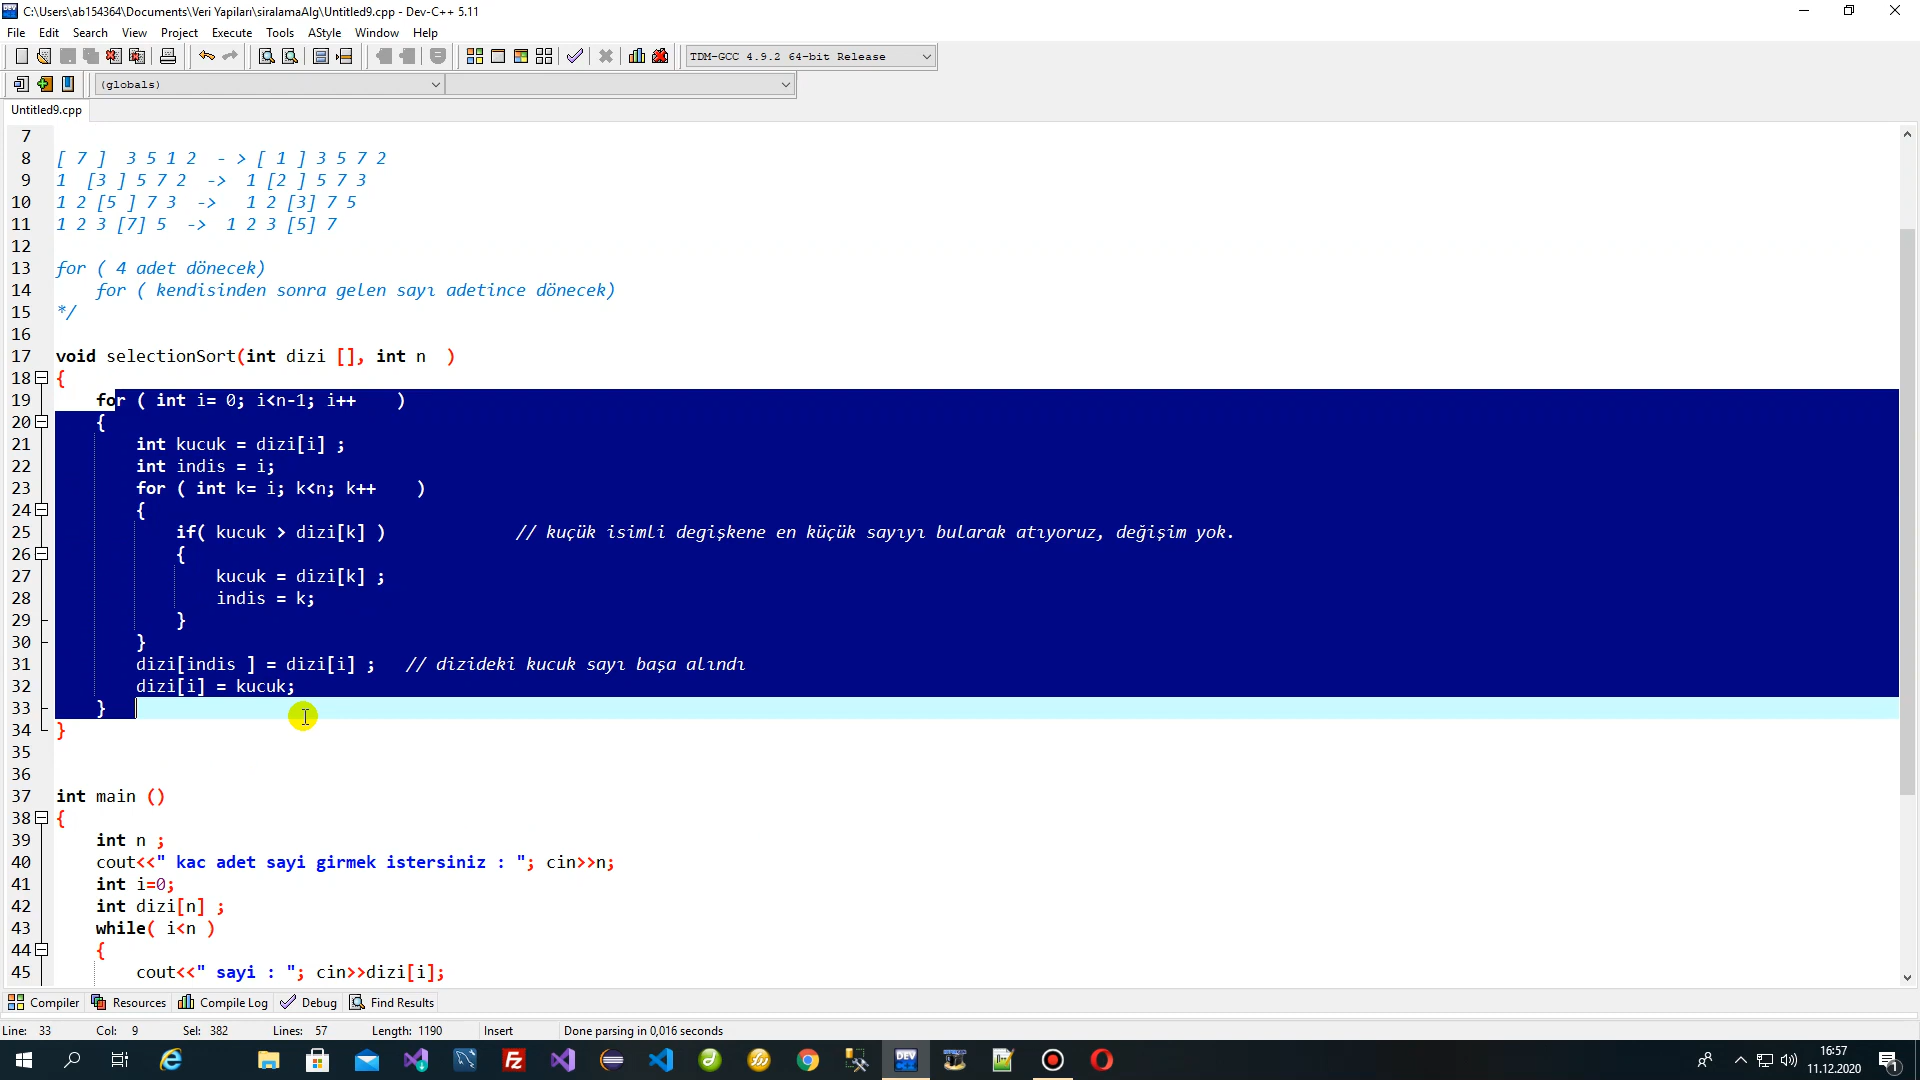 C:\Users\ab154364\Documents\Veri Yapıları\siralamaAlg\Untitled9.cpp - Dev-C++ 5.11
File Edit Search View Project Execute Tools AStyle Window Help
TDM-GCC 4.9.2 64-bit Release
(globals)
Untitled9.cpp
7
8 [ 7 ]  3 5 1 2  - > [ 1 ] 3 5 7 2
9 1  [3 ] 5 7 2  ->  1 [2 ] 5 7 3
10 1 2 [5 ] 7 3  ->   1 2 [3] 7 5
11 1 2 3 [7] 5  ->  1 2 3 [5] 7
12
13 for ( 4 adet dönecek)
14     for ( kendisinden sonra gelen sayı adetince dönecek)
15 */
16
17 void selectionSort(int dizi [], int n  )
18 {
19     for ( int i= 0; i<n-1; i++    )
20     {
21         int kucuk = dizi[i] ;
22         int indis = i;
23         for ( int k= i; k<n; k++    )
24         {
25             if( kucuk > dizi[k] )             // kuçük isimli degişkene en küçük sayıyı bularak atıyoruz, değişim yok.
26             {
27                 kucuk = dizi[k] ;
28                 indis = k;
29             }
30         }
31         dizi[indis ] = dizi[i] ;   // dizideki kucuk sayı başa alındı
32         dizi[i] = kucuk;
33     }
34 }
35
36
37 int main ()
38 {
39     int n ;
40     cout<<" kac adet sayi girmek istersiniz : "; cin>>n;
41     int i=0;
42     int dizi[n] ;
43     while( i<n )
44     {
45         cout<<" sayi : "; cin>>dizi[i];
Compiler Resources Compile Log Debug Find Results
Line: 33 Col: 9 Sel: 382 Lines: 57 Length: 1190 Insert Done parsing in 0,016 seconds
DEV
16:57
11.12.2020
1